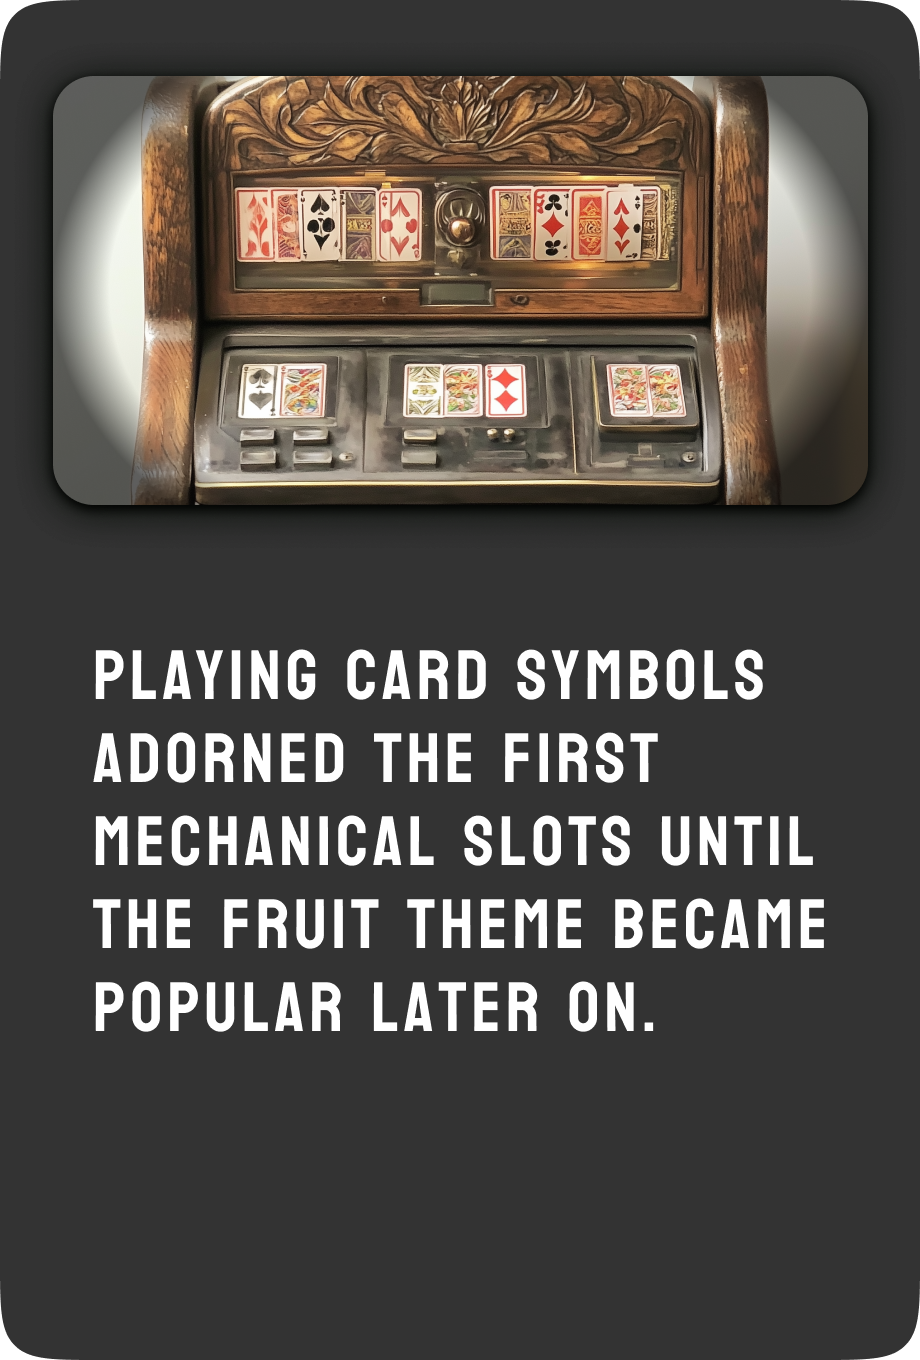 PLAYING CARD SYMBOLS
ADORNED THE FIRST
MECHANICAL SLOTS UNTIL
THE FRUIT THEME BECAME
POPULAR LATER ON.